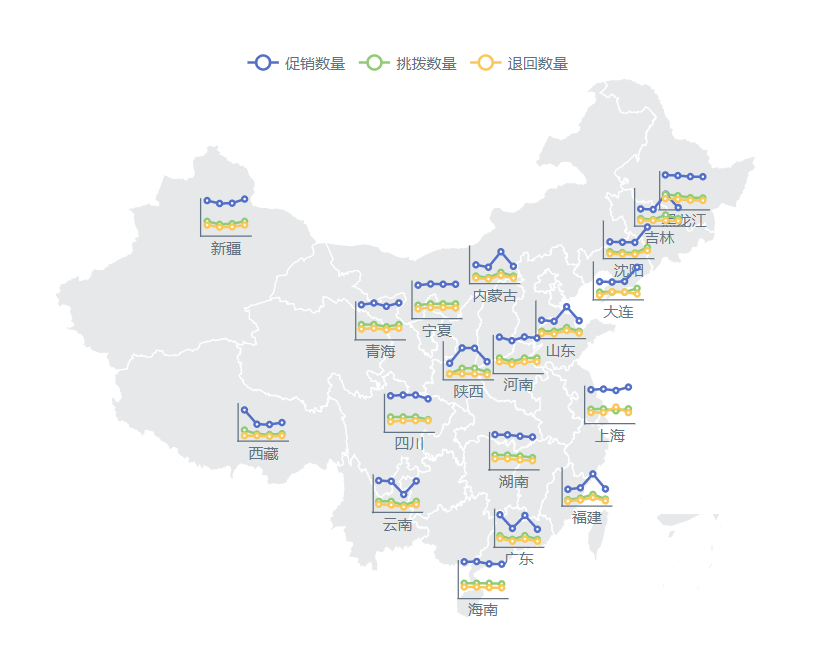 促销数量 挑拨数量 退回数量
黑龙江
吉林
新疆
沈阳
内蒙古
大连
宁夏
青海
山东
河南
陕西
上海
四川
西藏
湖南
福建
云南
广东
海南